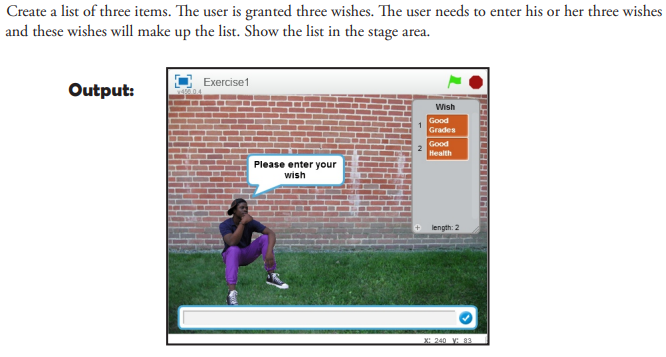 Create a list of three items. The user is granted three wishes. The user needs to enter his or her three wishes
and these wishes will make up the list. Show the list in the stage area.
Output:
Exercise1
v456.0.4
Wish
1 Good
Grades
2 Good
Health
Please enter your
wish
+ length: 2
X: 240 Y: 83